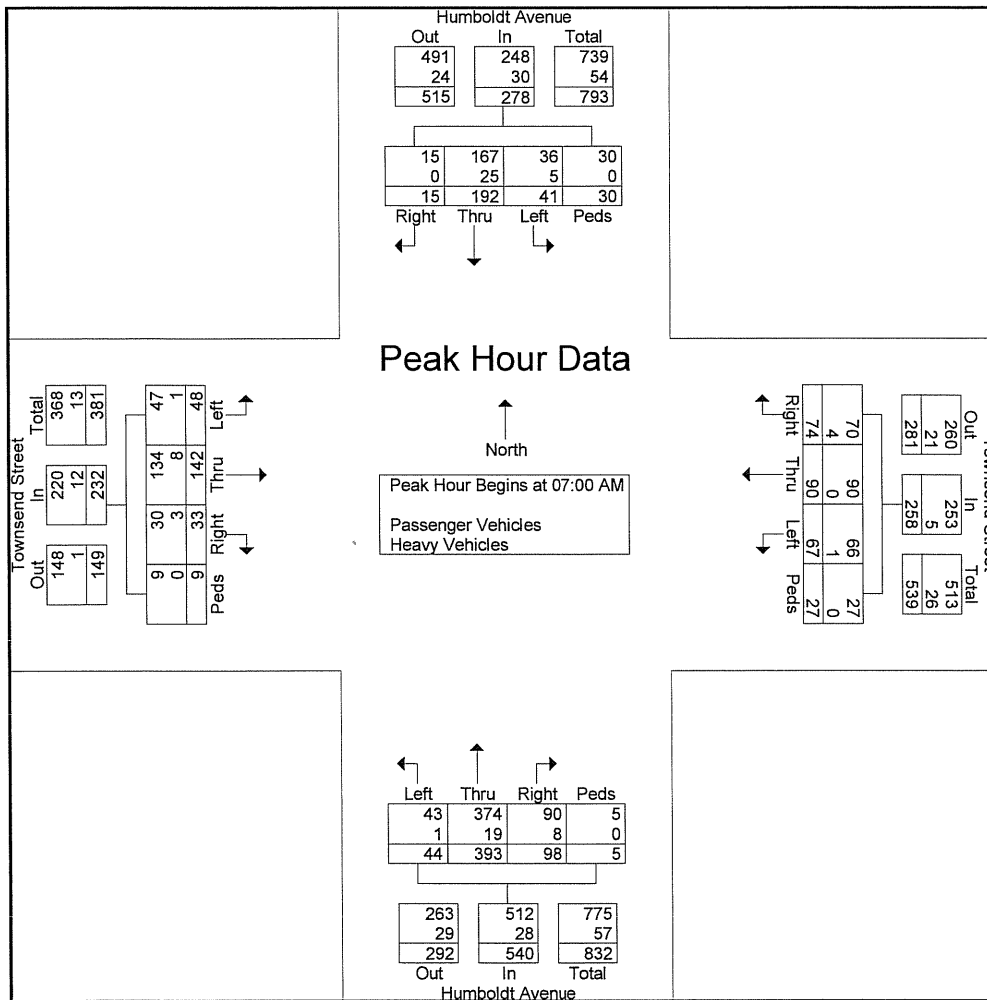 Humboldt Avenue
Out In Total
491 248 739
24 30 54
515 278 793
15 167 36 30
0 25 5 0
15 192 41 30
Right Thru Left Peds
Peak Hour Data
North
Peak Hour Begins at 07:00 AM
Passenger Vehicles
Heavy Vehicles
Townsend Street
Out In Total
148 220 368
1 12 13
149 232 381
9 30 134 47
0 3 8 1
9 33 142 48
Peds Right Thru Left
Townsend Street
Out In Total
260 253 513
21 5 26
281 258 539
70 90 66 27
4 0 1 0
74 90 67 27
Right Thru Left Peds
Left Thru Right Peds
43 374 90 5
1 19 8 0
44 393 98 5
263 512 775
29 28 57
292 540 832
Out In Total
Humboldt Avenue